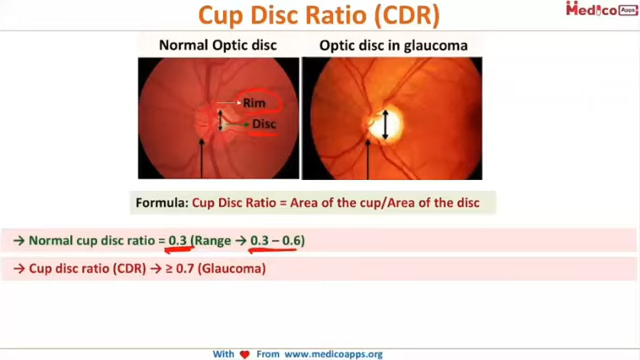 Cup Disc Ratio (CDR)
Medico Apps
Normal Optic disc
Optic disc in glaucoma
Rim
Disc
Formula: Cup Disc Ratio = Area of the cup/Area of the disc
→ Normal cup disc ratio = 0.3 (Range → 0.3 – 0.6)
→ Cup disc ratio (CDR) → ≥ 0.7 (Glaucoma)
With ♥ From www.medicoapps.org